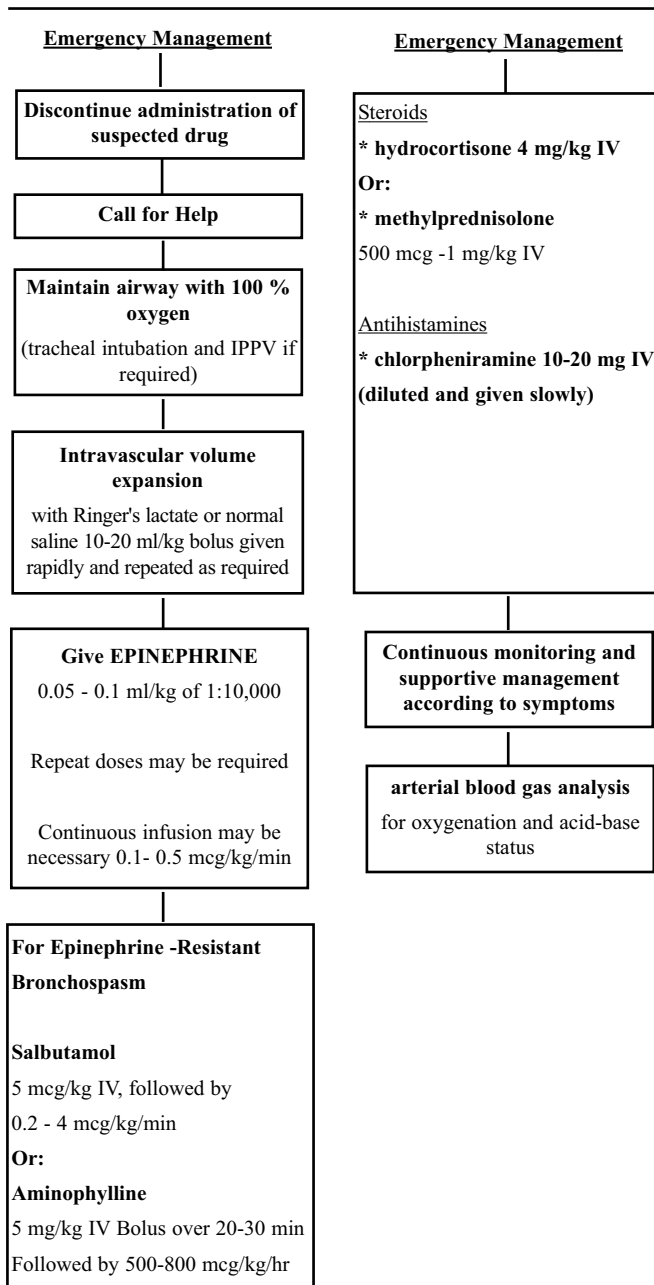 Emergency Management
Discontinue administration of
suspected drug
Call for Help
Maintain airway with 100 %
oxygen
(tracheal intubation and IPPV if
required)
Intravascular volume
expansion
with Ringer's lactate or normal
saline 10-20 ml/kg bolus given
rapidly and repeated as required
Give EPINEPHRINE
0.05 - 0.1 ml/kg of 1:10,000
Repeat doses may be required
Continuous infusion may be
necessary 0.1- 0.5 mcg/kg/min
For Epinephrine -Resistant
Bronchospasm
Salbutamol
5 mcg/kg IV, followed by
0.2 - 4 mcg/kg/min
Or:
Aminophylline
5 mg/kg IV Bolus over 20-30 min
Followed by 500-800 mcg/kg/hr
Emergency Management
Steroids
* hydrocortisone 4 mg/kg IV
Or:
* methylprednisolone
500 mcg -1 mg/kg IV
Antihistamines
* chlorpheniramine 10-20 mg IV
(diluted and given slowly)
Continuous monitoring and
supportive management
according to symptoms
arterial blood gas analysis
for oxygenation and acid-base
status